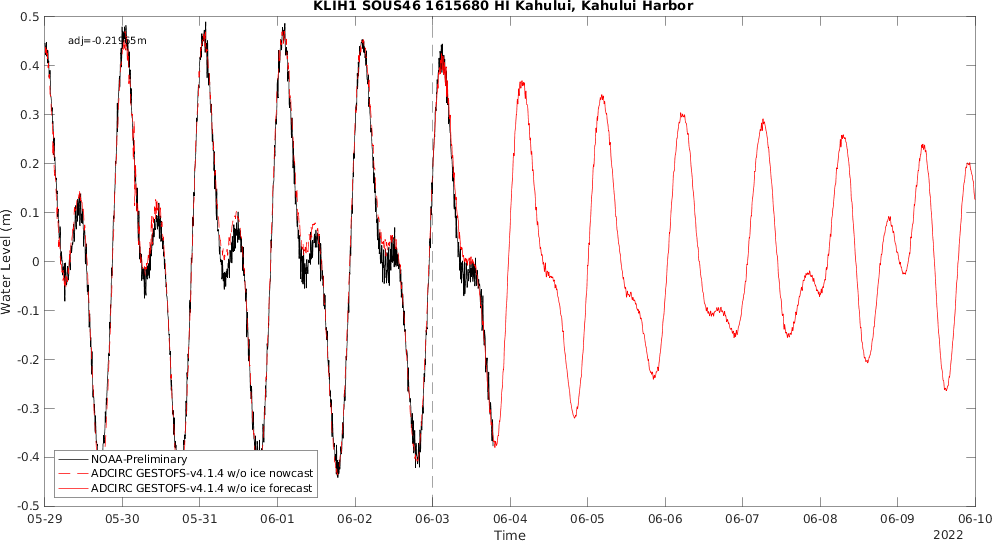 KLIH1 SOUS46 1615680 HI Kahului, Kahului Harbor
0.5
adj=-0.21965m
0.4
0.3
0.2
0.1
0
-0.1
-0.2
-0.3
-0.4
-0.5
Water Level (m)
NOAA-Preliminary
ADCIRC GESTOFS-v4.1.4 w/o ice nowcast
ADCIRC GESTOFS-v4.1.4 w/o ice forecast
05-29 05-30 05-31 06-01 06-02 06-03 06-04 06-05 06-06 06-07 06-08 06-09 06-10
Time
2022